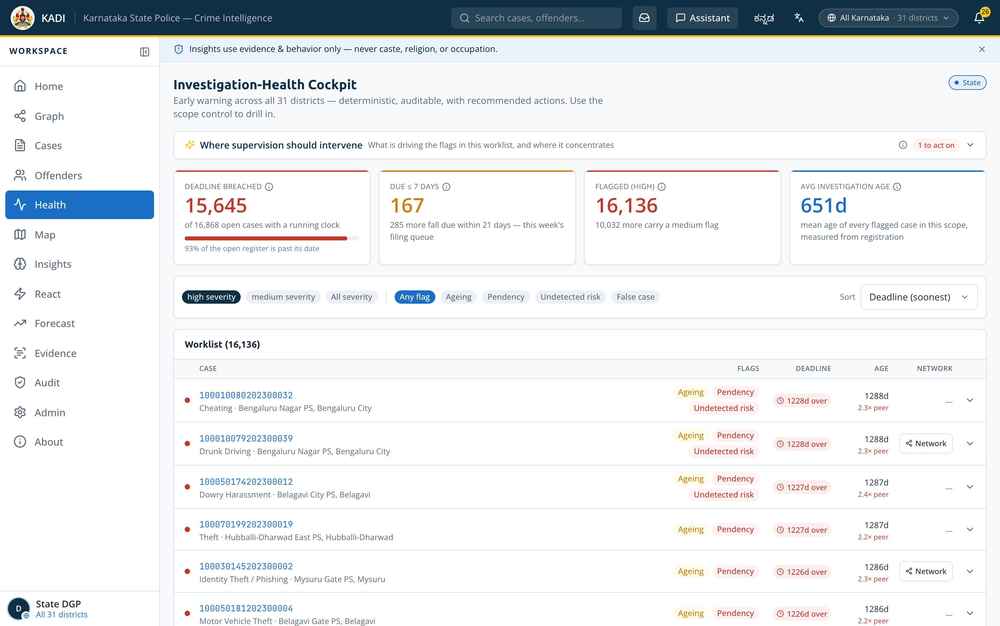 KADI
Karnataka State Police — Crime Intelligence
Search cases, offenders...
Assistant
ಕನ್ನಡ
All Karnataka · 31 districts
26
WORKSPACE
Insights use evidence & behavior only — never caste, religion, or occupation.
Home
Graph
Cases
Offenders
Health
Map
Insights
React
Forecast
Evidence
Audit
Admin
About
D
State DGP
All 31 districts
Investigation-Health Cockpit
State
Early warning across all 31 districts — deterministic, auditable, with recommended actions. Use the
scope control to drill in.
Where supervision should intervene What is driving the flags in this worklist, and where it concentrates
1 to act on
DEADLINE BREACHED
15,645
of 16,868 open cases with a running clock
93% of the open register is past its date
DUE ≤ 7 DAYS
167
285 more fall due within 21 days — this week's
filing queue
FLAGGED (HIGH)
16,136
10,032 more carry a medium flag
AVG INVESTIGATION AGE
651d
mean age of every flagged case in this scope,
measured from registration
high severity medium severity All severity Any flag Ageing Pendency Undetected risk False case
Sort Deadline (soonest)
Worklist (16,136)
CASE FLAGS DEADLINE AGE NETWORK
100010080202300032
Cheating · Bengaluru Nagar PS, Bengaluru City
Ageing Pendency
Undetected risk
1228d over
1288d
2.3× peer
—
100010079202300039
Drunk Driving · Bengaluru Nagar PS, Bengaluru City
Ageing Pendency
Undetected risk
1228d over
1288d
2.3× peer
Network
100050174202300012
Dowry Harassment · Belagavi City PS, Belagavi
Ageing Pendency
Undetected risk
1227d over
1287d
2.4× peer
—
100070199202300019
Theft · Hubballi-Dharwad East PS, Hubballi-Dharwad
Ageing Pendency
1227d over
1287d
2.2× peer
—
100030145202300002
Identity Theft / Phishing · Mysuru Gate PS, Mysuru
Ageing Pendency
1226d over
1286d
2.3× peer
Network
100050181202300004
Motor Vehicle Theft · Belagavi Gate PS, Belagavi
Ageing Pendency
1226d over
1286d
2.2× peer
—